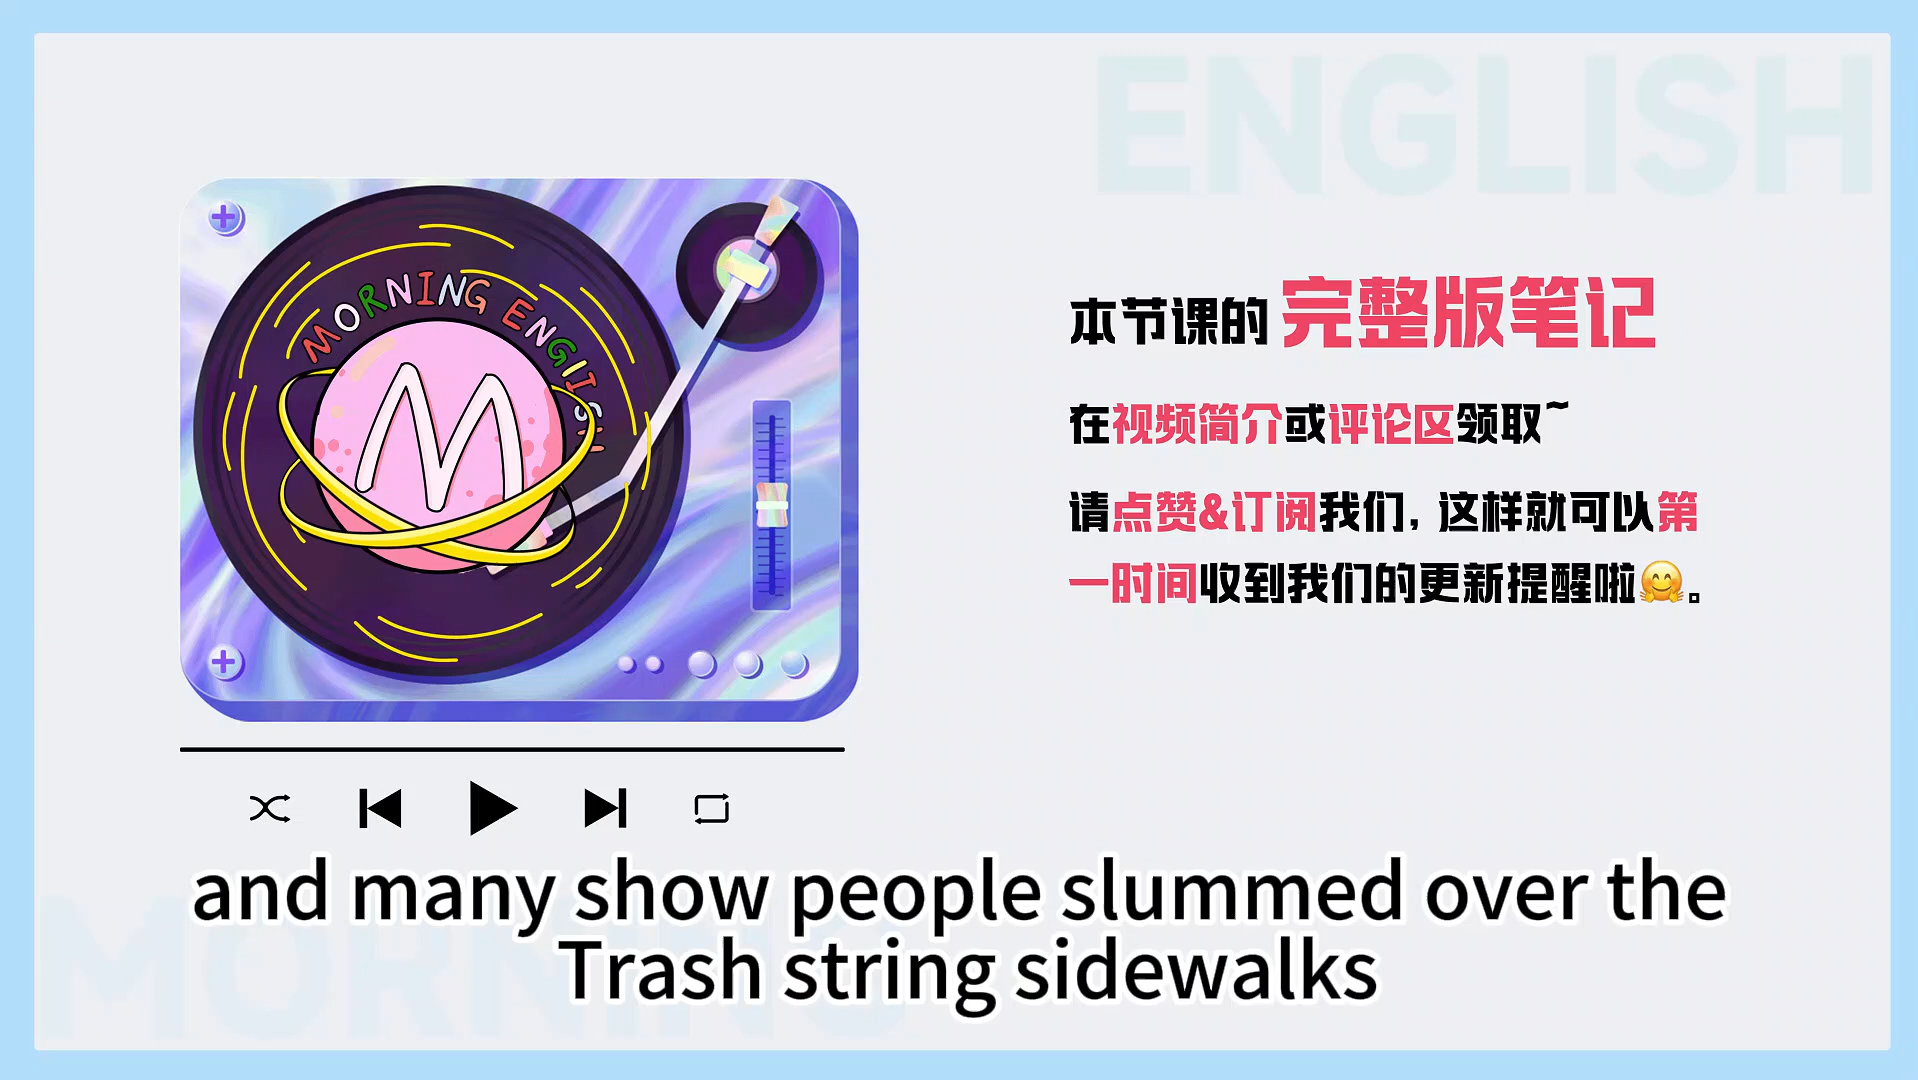 ENGLISH
MORNING ENGLISH
M
本节课的完整版笔记
在视频简介或评论区领取~
请点赞&订阅我们，这样就可以第
一时间收到我们的更新提醒啦🤗。
MORNING
and many show people slummed over the
Trash string sidewalks